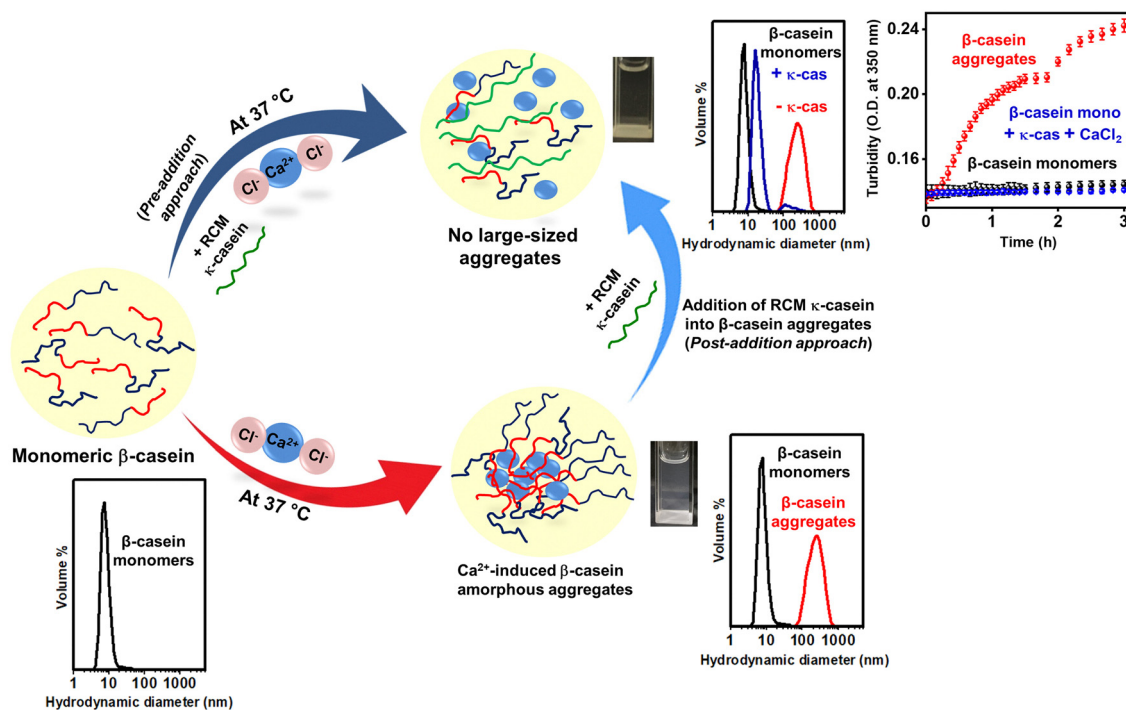 (Pre-addition
approach)
At 37 °C
Cl⁻
Ca²⁺
Cl⁻
+ RCM
κ-casein
No large-sized
aggregates
Volume %
β-casein
monomers
+ κ-cas
- κ-cas
1 10 100 1000
Hydrodynamic diameter (nm)
Turbidity (O.D. at 350 nm)
0.24
0.20
0.16
β-casein
aggregates
β-casein mono
+ κ-cas + CaCl₂
β-casein monomers
0 1 2 3
Time (h)
+ RCM
κ-casein
Addition of RCM κ-casein
into β-casein aggregates
(Post-addition approach)
Monomeric β-casein
Cl⁻
Ca²⁺
Cl⁻
At 37 °C
Ca²⁺-induced β-casein
amorphous aggregates
Volume %
β-casein
monomers
β-casein
aggregates
1 10 100 1000
Hydrodynamic diameter (nm)
Volume %
β-casein
monomers
1 10 100 1000
Hydrodynamic diameter (nm)